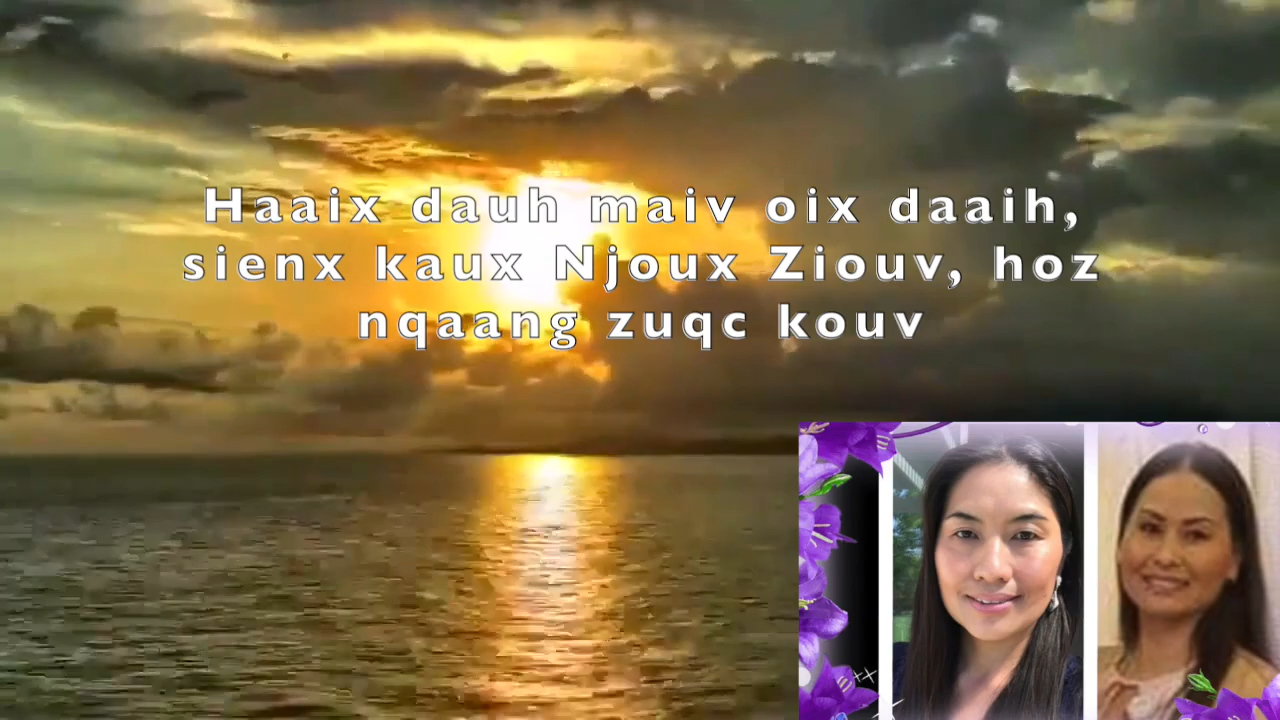 Haaix dauh maiv oix daaih,
sienx kaux Njoux Ziouv, hoz
nqaang zuqc kouv